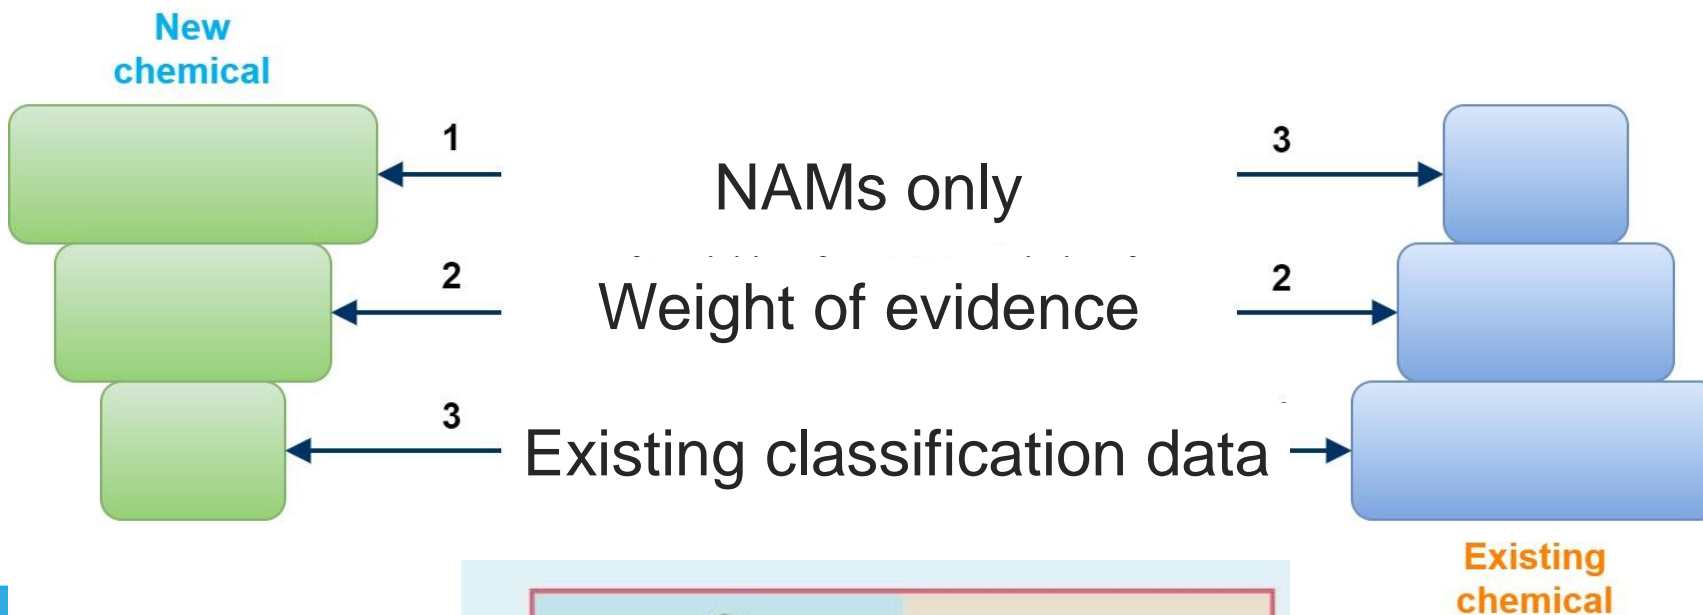 New
chemical
1
NAMs only
3
2
Weight of evidence
2
3
Existing classification data
Existing
chemical